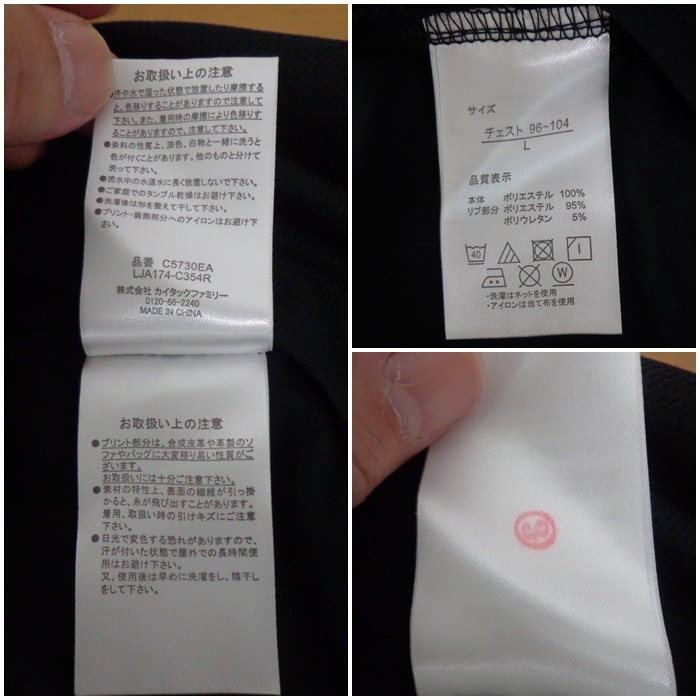 お取扱い上の注意
●汗や水で湿った状態で放置したり摩擦する
と、色移りすることがありますので注意して
下さい。また、着用時の摩擦により色移りす
ることがありますので、注意して下さい。
●染料の性質上、淡色、白物と一緒に洗うと
色が付くことがあります。他のものと分けて
洗って下さい。
●流水中の水道水に長く放置しないで下さい。
●ご家庭でのタンブル乾燥はお避け下さい。
●洗濯後は形を整えて干して下さい。
●プリント・装飾部分へのアイロンはお避け下
さい。
品番 C5730EA
LJA174-C354R
株式会社 カイタックファミリー
0120-66-2240
MADE IN CHINA
お取扱い上の注意
●プリント部分は、合成皮革や革製のソ
ファやバッグに大変移り易い性質がご
ざいます。
お取扱いには十分ご注意下さい。
●素材の特性上、表面の繊維が引っ掛
かると、糸が飛び出すことがあります。
着用、取扱い時の引けキズにご注意
下さい。
●日光で変色する恐れがありますので、
汗が付いた状態で屋外での長時間使
用はお避け下さい。
又、使用後は早めに洗濯をし、陰干し
をして下さい。
サイズ
チェスト 96-104
L
品質表示
本体 ポリエステル 100%
リブ部分 ポリエステル 95%
ポリウレタン 5%
40
W
・洗濯はネットを使用
・アイロンは当て布を使用